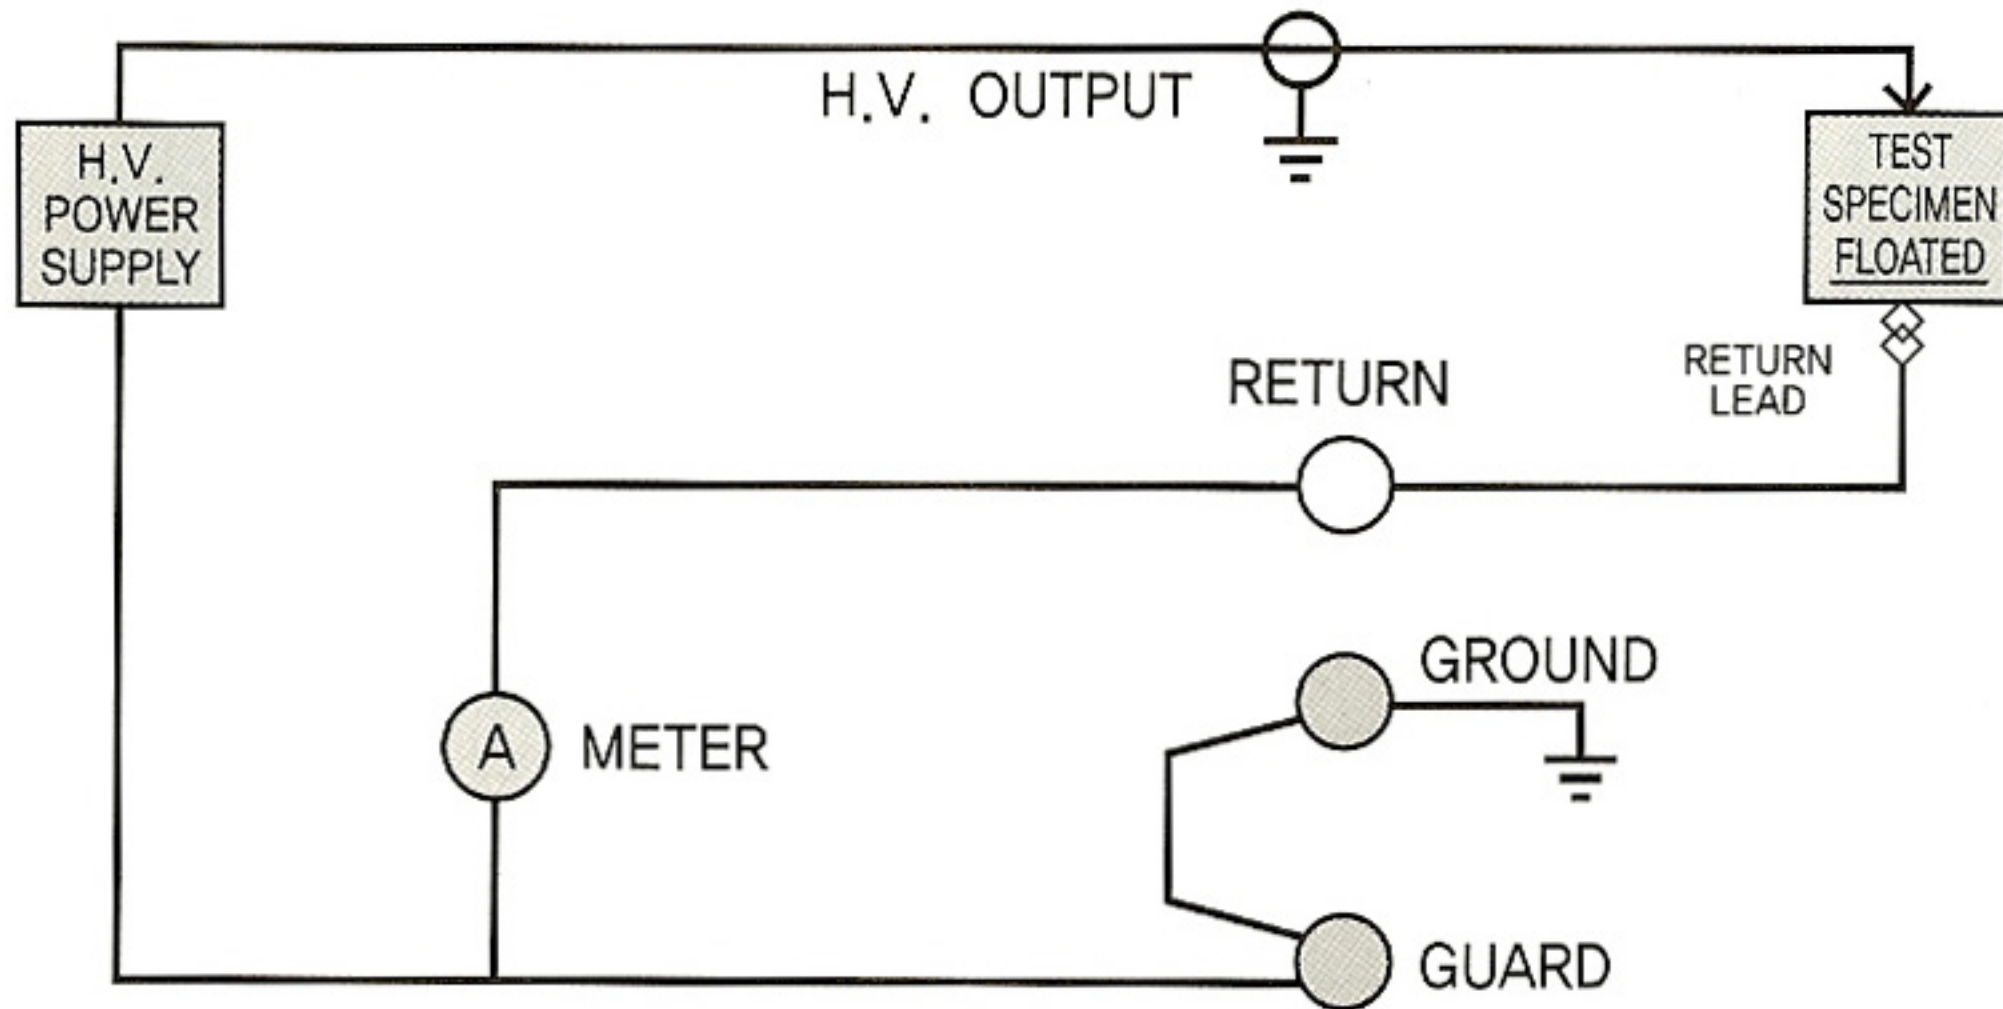 H.V. OUTPUT
H.V.
POWER
SUPPLY
TEST
SPECIMEN
FLOATED
RETURN
LEAD
RETURN
GROUND
A
METER
GUARD